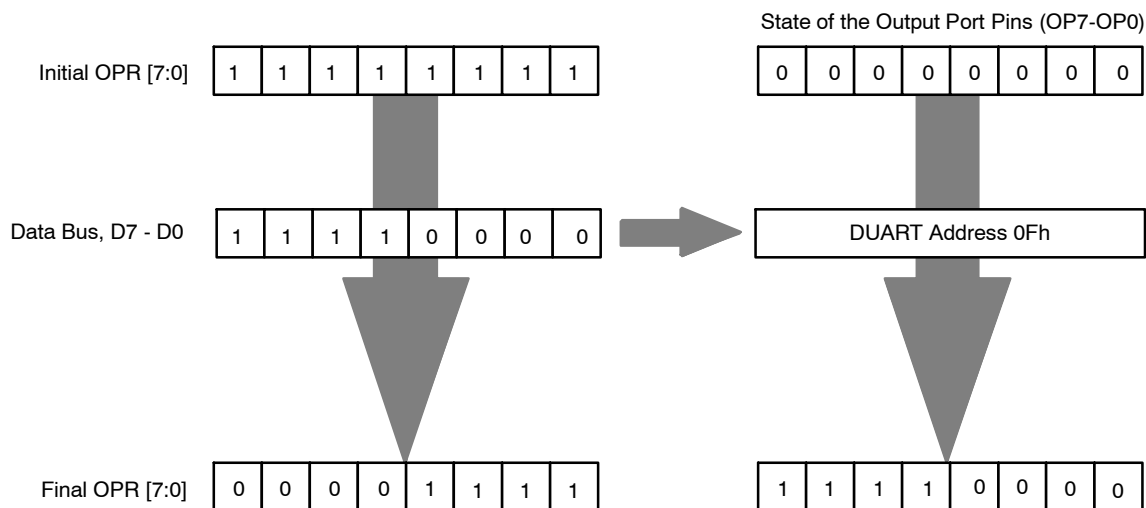 State of the Output Port Pins (OP7-OP0)
Initial OPR [7:0] 1 1 1 1 1 1 1 1 0 0 0 0 0 0 0 0
Data Bus, D7 - D0 1 1 1 1 0 0 0 0 DUART Address 0Fh
Final OPR [7:0] 0 0 0 0 1 1 1 1 1 1 1 1 0 0 0 0